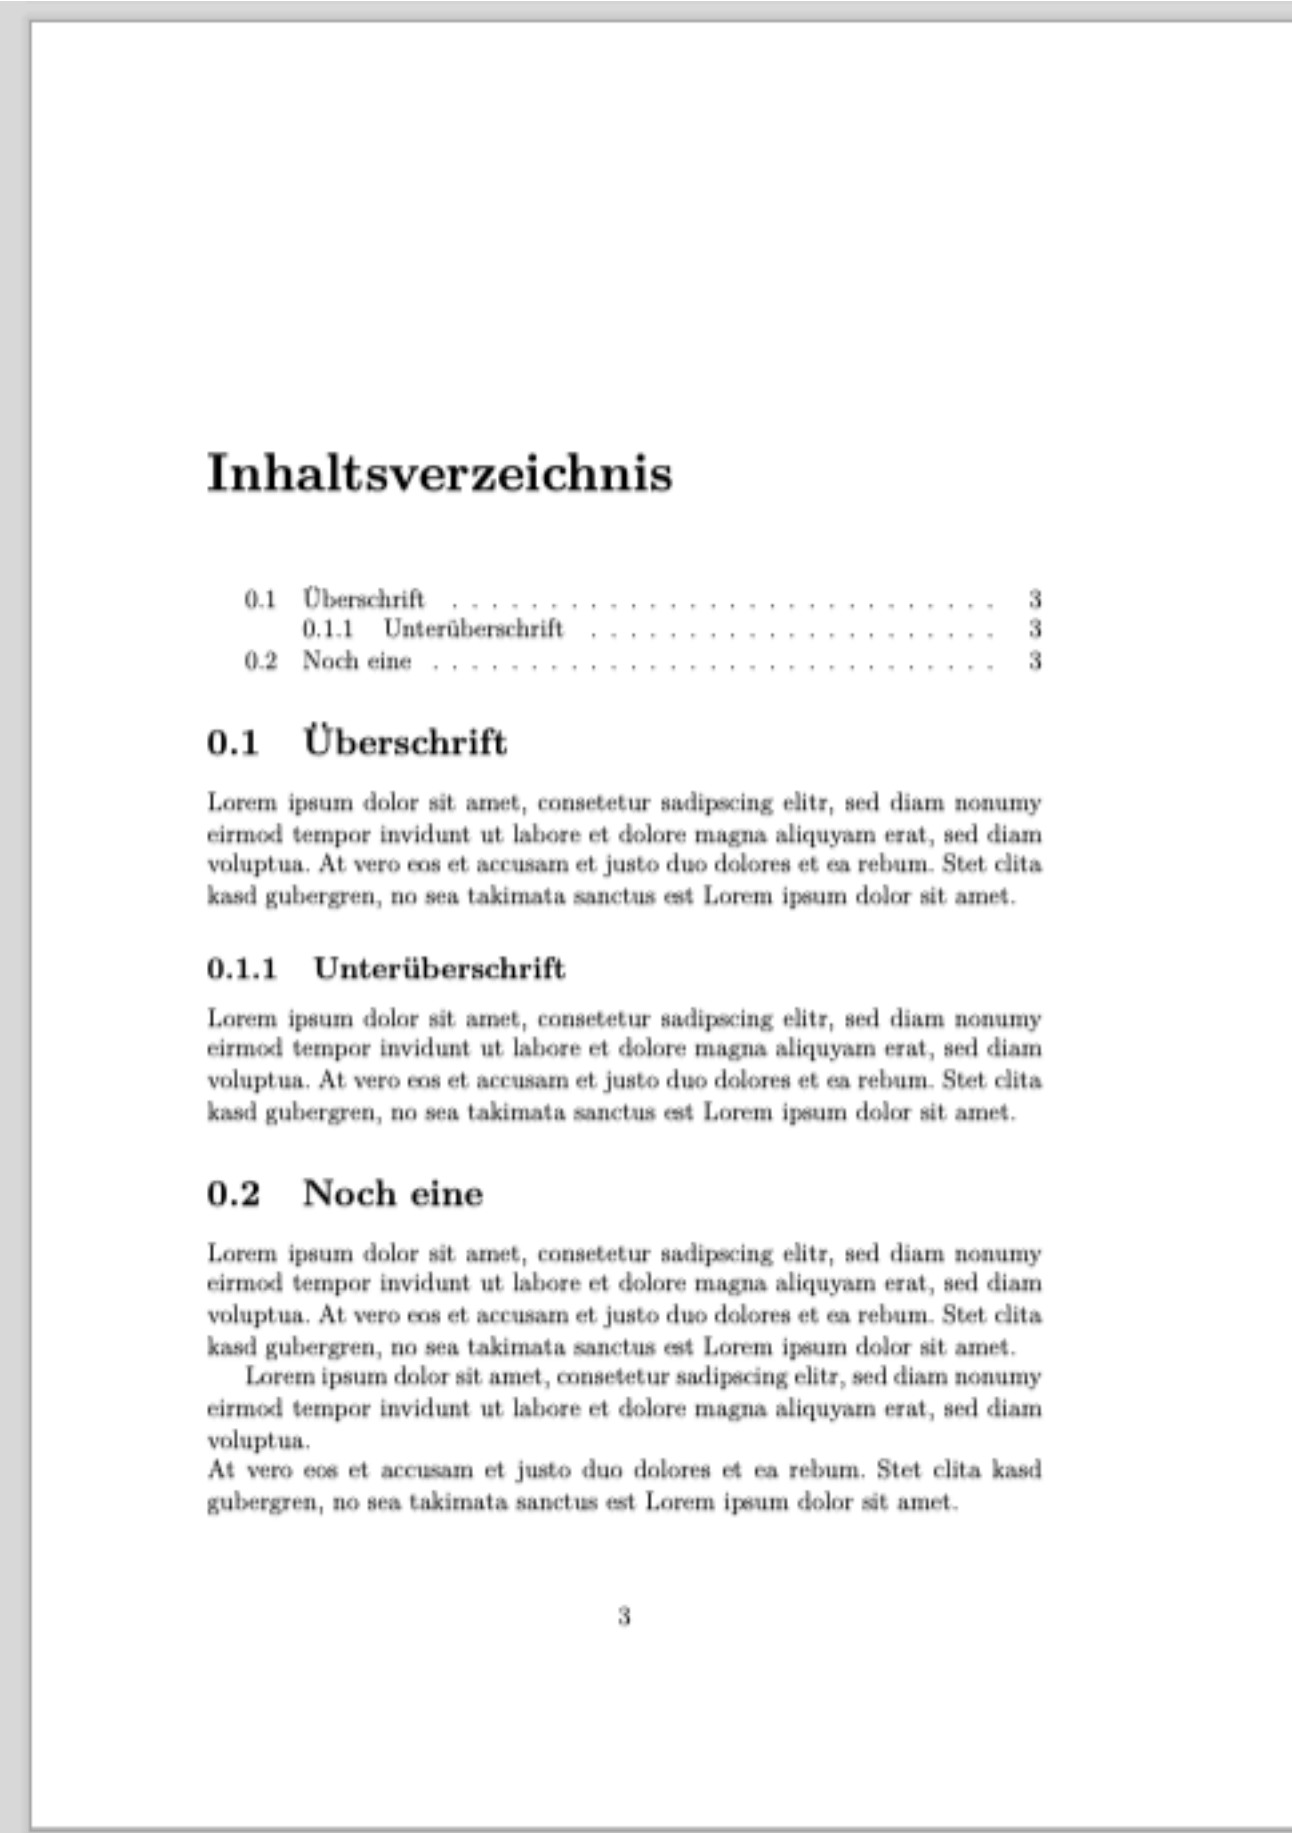 Inhaltsverzeichnis
0.1 Überschrift . . . . . . . . . . . . . . . . . . . . . . . . . . . . 3
0.1.1 Unterüberschrift . . . . . . . . . . . . . . . . . . . . . 3
0.2 Noch eine . . . . . . . . . . . . . . . . . . . . . . . . . . . . . 3
0.1 Überschrift
Lorem ipsum dolor sit amet, consetetur sadipscing elitr, sed diam nonumy
eirmod tempor invidunt ut labore et dolore magna aliquyam erat, sed diam
voluptua. At vero eos et accusam et justo duo dolores et ea rebum. Stet clita
kasd gubergren, no sea takimata sanctus est Lorem ipsum dolor sit amet.
0.1.1 Unterüberschrift
Lorem ipsum dolor sit amet, consetetur sadipscing elitr, sed diam nonumy
eirmod tempor invidunt ut labore et dolore magna aliquyam erat, sed diam
voluptua. At vero eos et accusam et justo duo dolores et ea rebum. Stet clita
kasd gubergren, no sea takimata sanctus est Lorem ipsum dolor sit amet.
0.2 Noch eine
Lorem ipsum dolor sit amet, consetetur sadipscing elitr, sed diam nonumy
eirmod tempor invidunt ut labore et dolore magna aliquyam erat, sed diam
voluptua. At vero eos et accusam et justo duo dolores et ea rebum. Stet clita
kasd gubergren, no sea takimata sanctus est Lorem ipsum dolor sit amet.
Lorem ipsum dolor sit amet, consetetur sadipscing elitr, sed diam nonumy
eirmod tempor invidunt ut labore et dolore magna aliquyam erat, sed diam
voluptua.
At vero eos et accusam et justo duo dolores et ea rebum. Stet clita kasd
gubergren, no sea takimata sanctus est Lorem ipsum dolor sit amet.
3